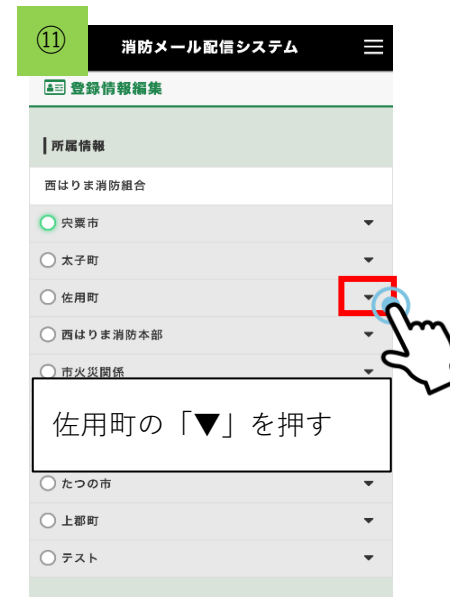 ⑪
消防メール配信システム
登録情報編集
所属情報
西はりま消防組合
宍粟市
太子町
佐用町
西はりま消防本部
市火災関係
佐用町の「▼」を押す
たつの市
上郡町
テスト